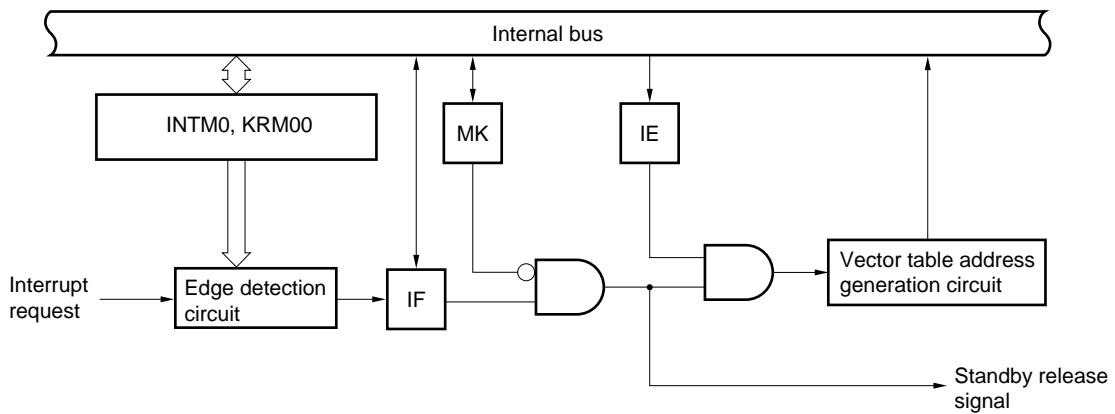 Internal bus
INTM0, KRM00
MK
IE
Interrupt
request
Edge detection
circuit
IF
Vector table address
generation circuit
Standby release
signal